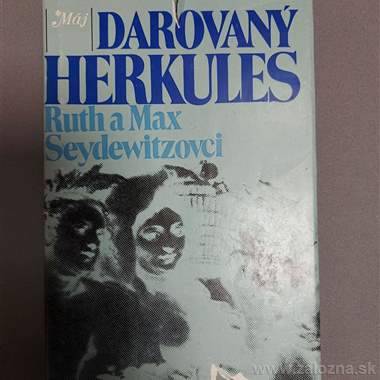 Máj
DAROVANÝ
HERKULES
Ruth a Max
Seydewitzovci
www.zalozna.sk